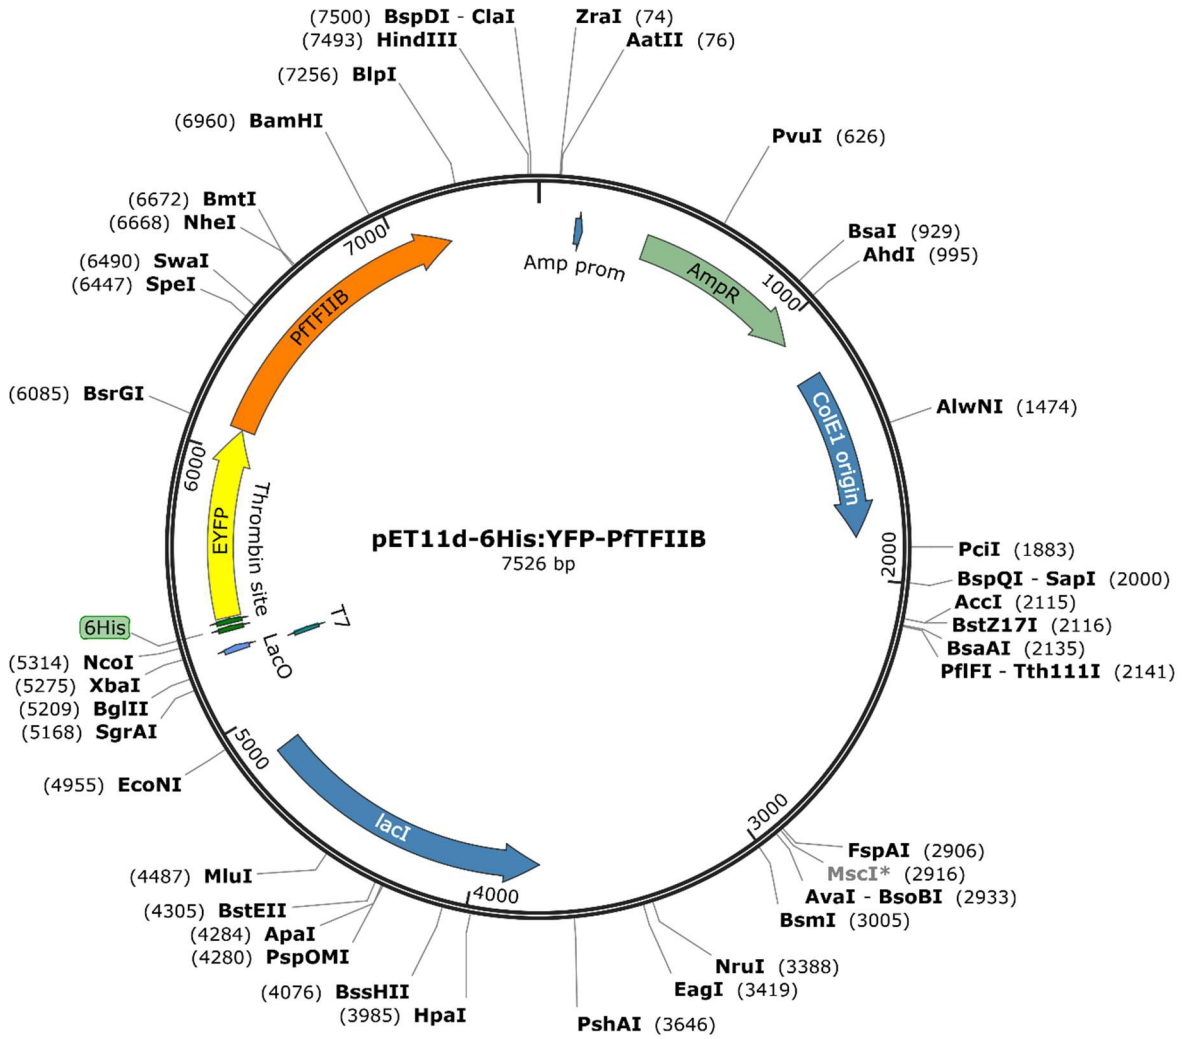 (7500) BspDI - ClaI
(7493) HindIII
(7256) BlpI
(6960) BamHI
(6672) BmtI
(6668) NheI
(6490) SwaI
(6447) SpeI
(6085) BsrGI
6His
(5314) NcoI
(5275) XbaI
(5209) BglII
(5168) SgrAI
(4955) EcoNI
(4487) MluI
(4305) BstEII
(4284) ApaI
(4280) PspOMI
(4076) BssHII
(3985) HpaI
ZraI (74)
AatII (76)
PvuI (626)
BsaI (929)
AhdI (995)
AlwNI (1474)
PciI (1883)
BspQI - SapI (2000)
AccI (2115)
BstZ17I (2116)
BsaAI (2135)
PflFI - Tth111I (2141)
FspAI (2906)
MscI* (2916)
AvaI - BsoBI (2933)
BsmI (3005)
NruI (3388)
EagI (3419)
PshAI (3646)
1000
2000
3000
4000
5000
6000
7000
Amp prom
AmpR
ColE1 origin
lacI
LacO
T7
Thrombin site
EYFP
PfTFIIB
pET11d-6His:YFP-PfTFIIB
7526 bp